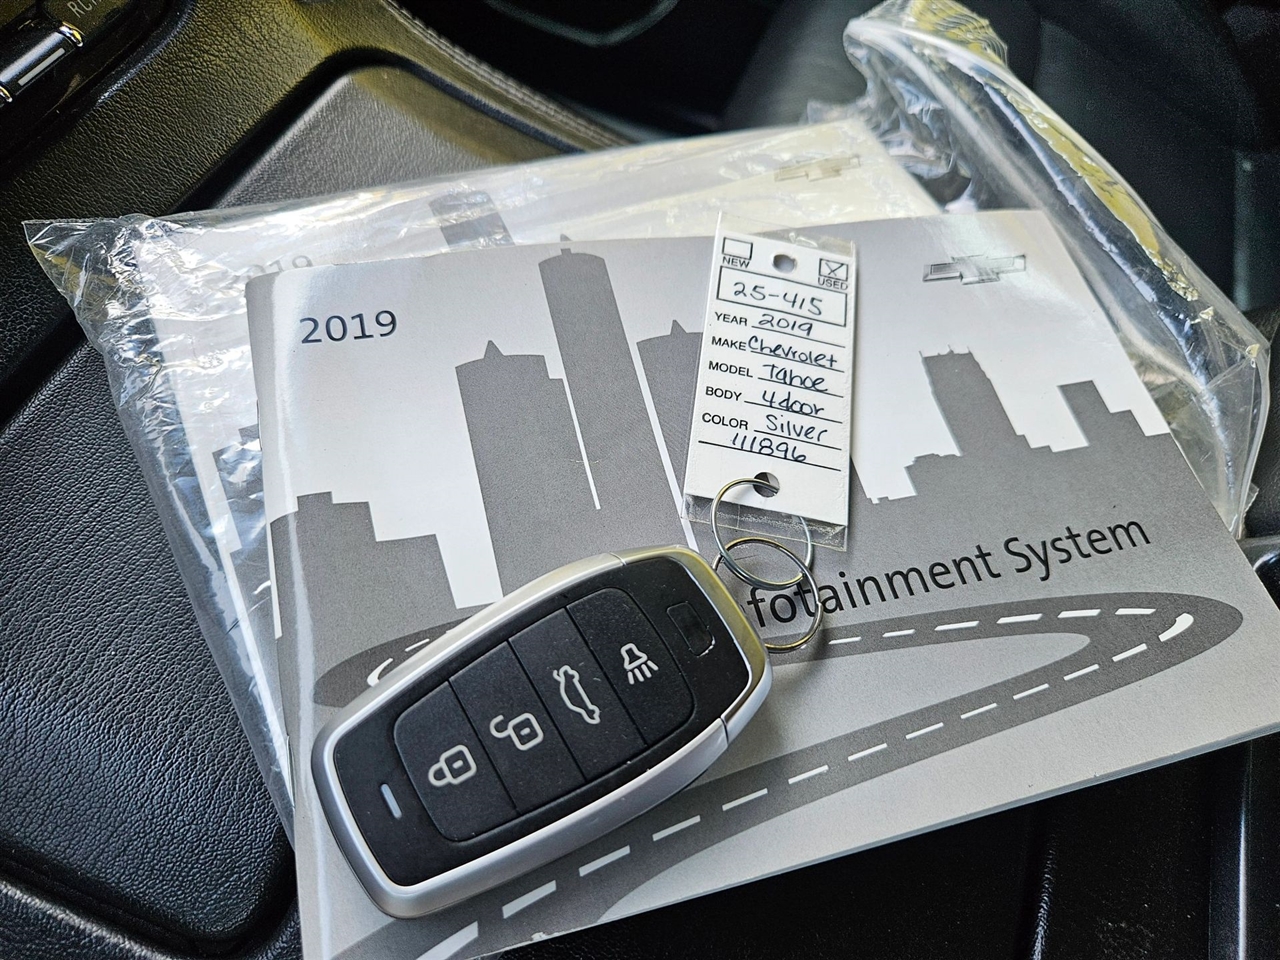 2019
NEW
USED
25-415
YEAR 2019
MAKE Chevrolet
MODEL Tahoe
BODY 4door
COLOR Silver
111896
fotainment System